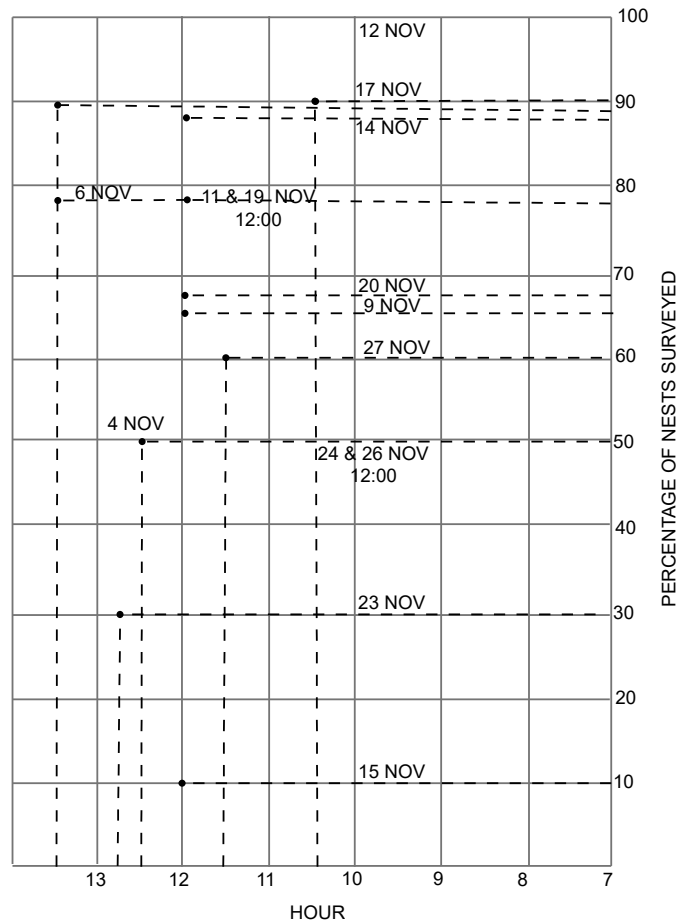 100
12 NOV
17 NOV
90
14 NOV
80
6 NOV
11 & 19 NOV
12:00
70
20 NOV
9 NOV
27 NOV
60
4 NOV
50
24 & 26 NOV
12:00
40
23 NOV
30
20
15 NOV
10
PERCENTAGE OF NESTS SURVEYED
13 12 11 10 9 8 7
HOUR